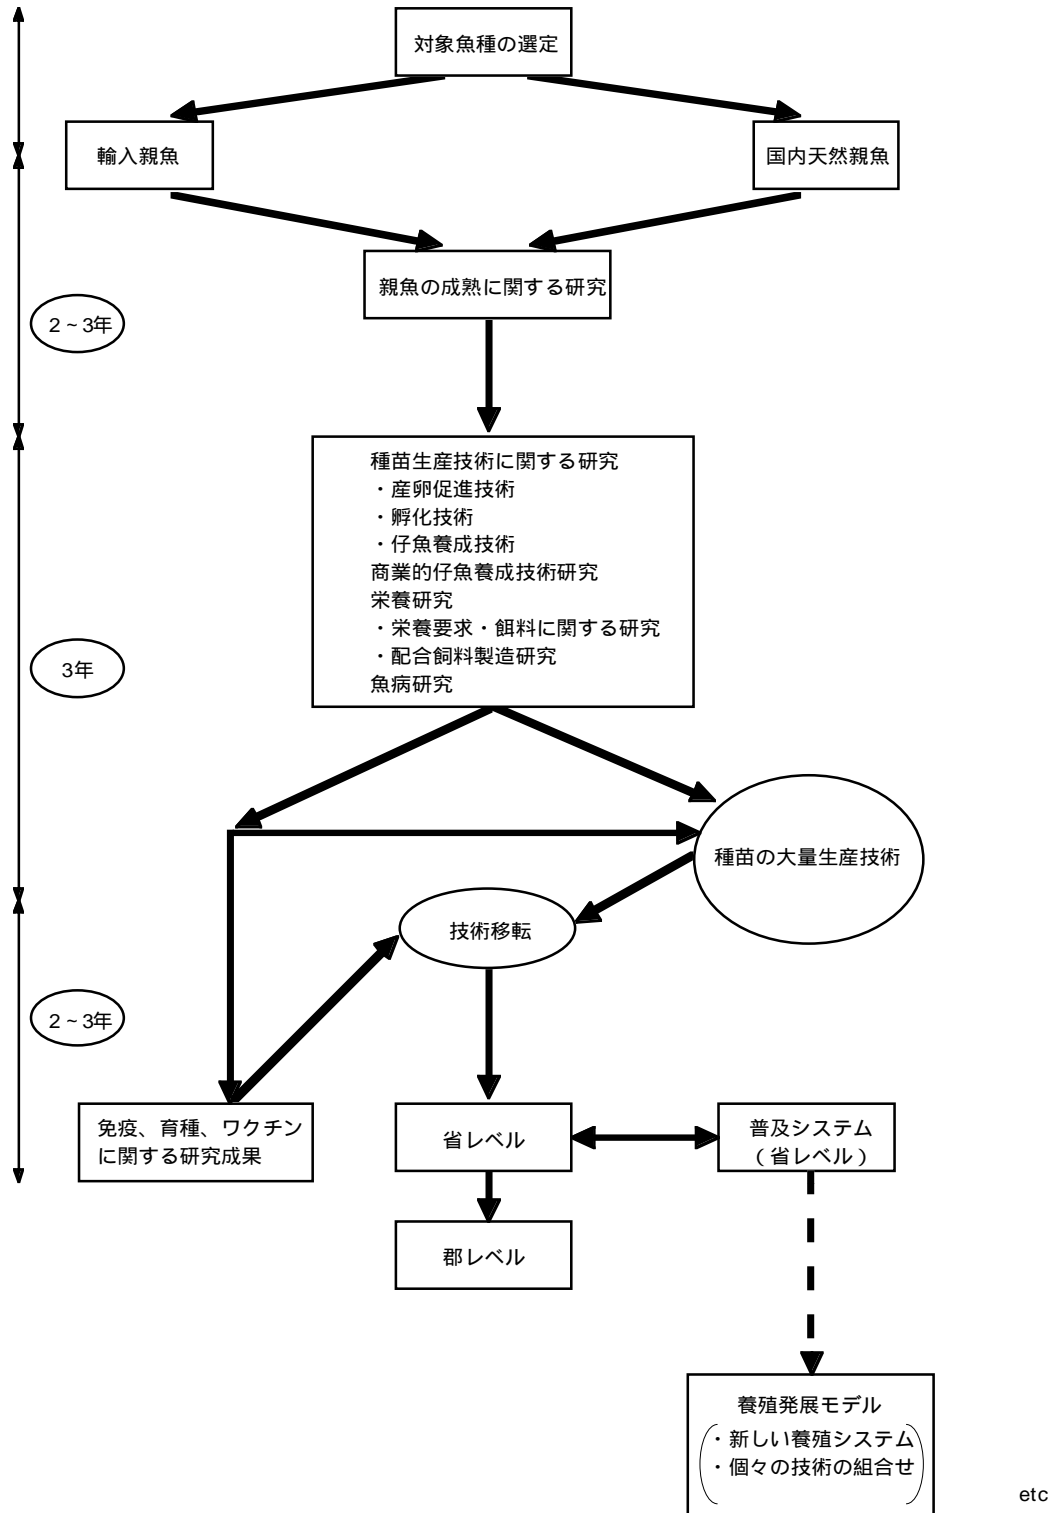 対象魚種の選定
輸入親魚
国内天然親魚
親魚の成熟に関する研究
2~3年
種苗生産技術に関する研究
・産卵促進技術
・孵化技術
・仔魚養成技術
商業的仔魚養成技術研究
栄養研究
・栄養要求・餌料に関する研究
・配合飼料製造研究
魚病研究
3年
種苗の大量生産技術
技術移転
2~3年
免疫、育種、ワクチン
に関する研究成果
省レベル
普及システム
(省レベル)
郡レベル
養殖発展モデル
・新しい養殖システム
・個々の技術の組合せ
etc